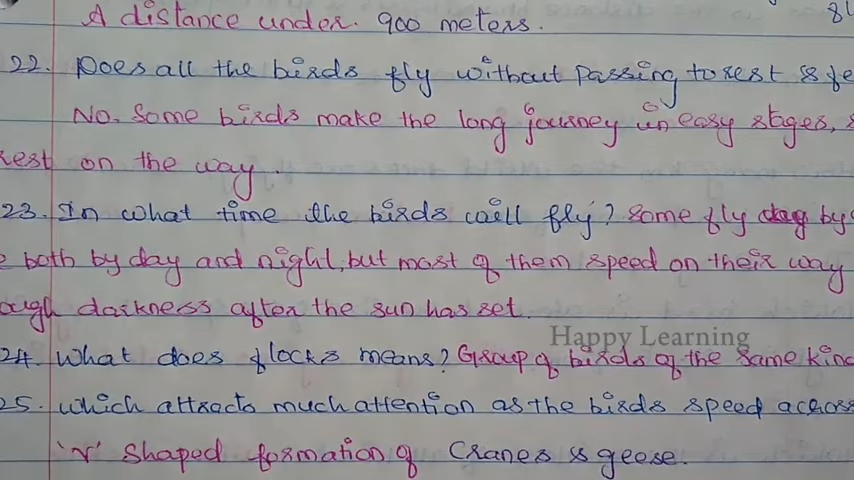 84
A distance under. 900 meters.
22. Does all the birds fly without passing to rest & fe
No. Some birds make the long journey in easy stages, s
rest on the way.
23. In what time the birds will fly? Some fly by
e both by day and night, but most of them speed on their way
ough darkness after the sun has set.
Happy Learning
24. What does flocks means? Group of birds of the same kind
25. which attracts much attention as the birds speed across
'V' shaped formation of Cranes & geese.